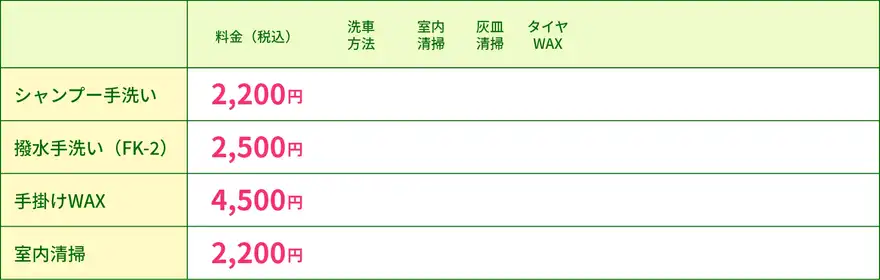 料金（税込）
洗車
方法
室内
清掃
灰皿
清掃
タイヤ
WAX
シャンプー手洗い
2,200円
撥水手洗い（FK-2）
2,500円
手掛けWAX
4,500円
室内清掃
2,200円